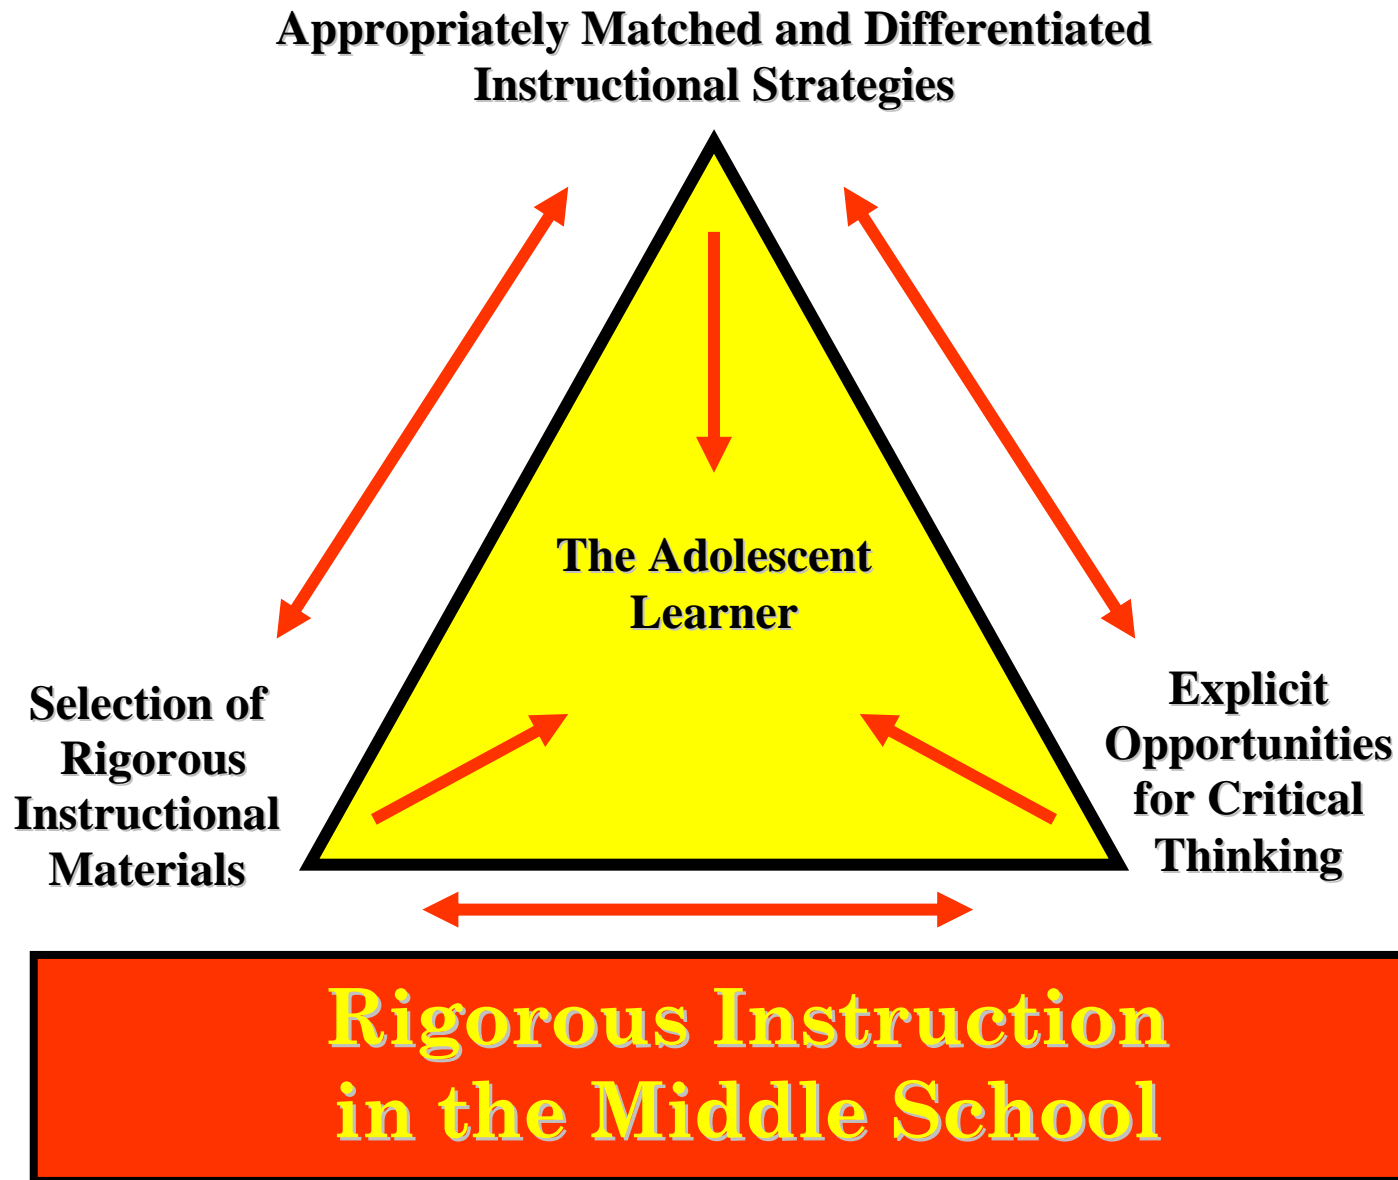 Appropriately Matched and Differentiated
Instructional Strategies
The Adolescent
Learner
Selection of
Rigorous
Instructional
Materials
Explicit
Opportunities
for Critical
Thinking
Rigorous Instruction
in the Middle School